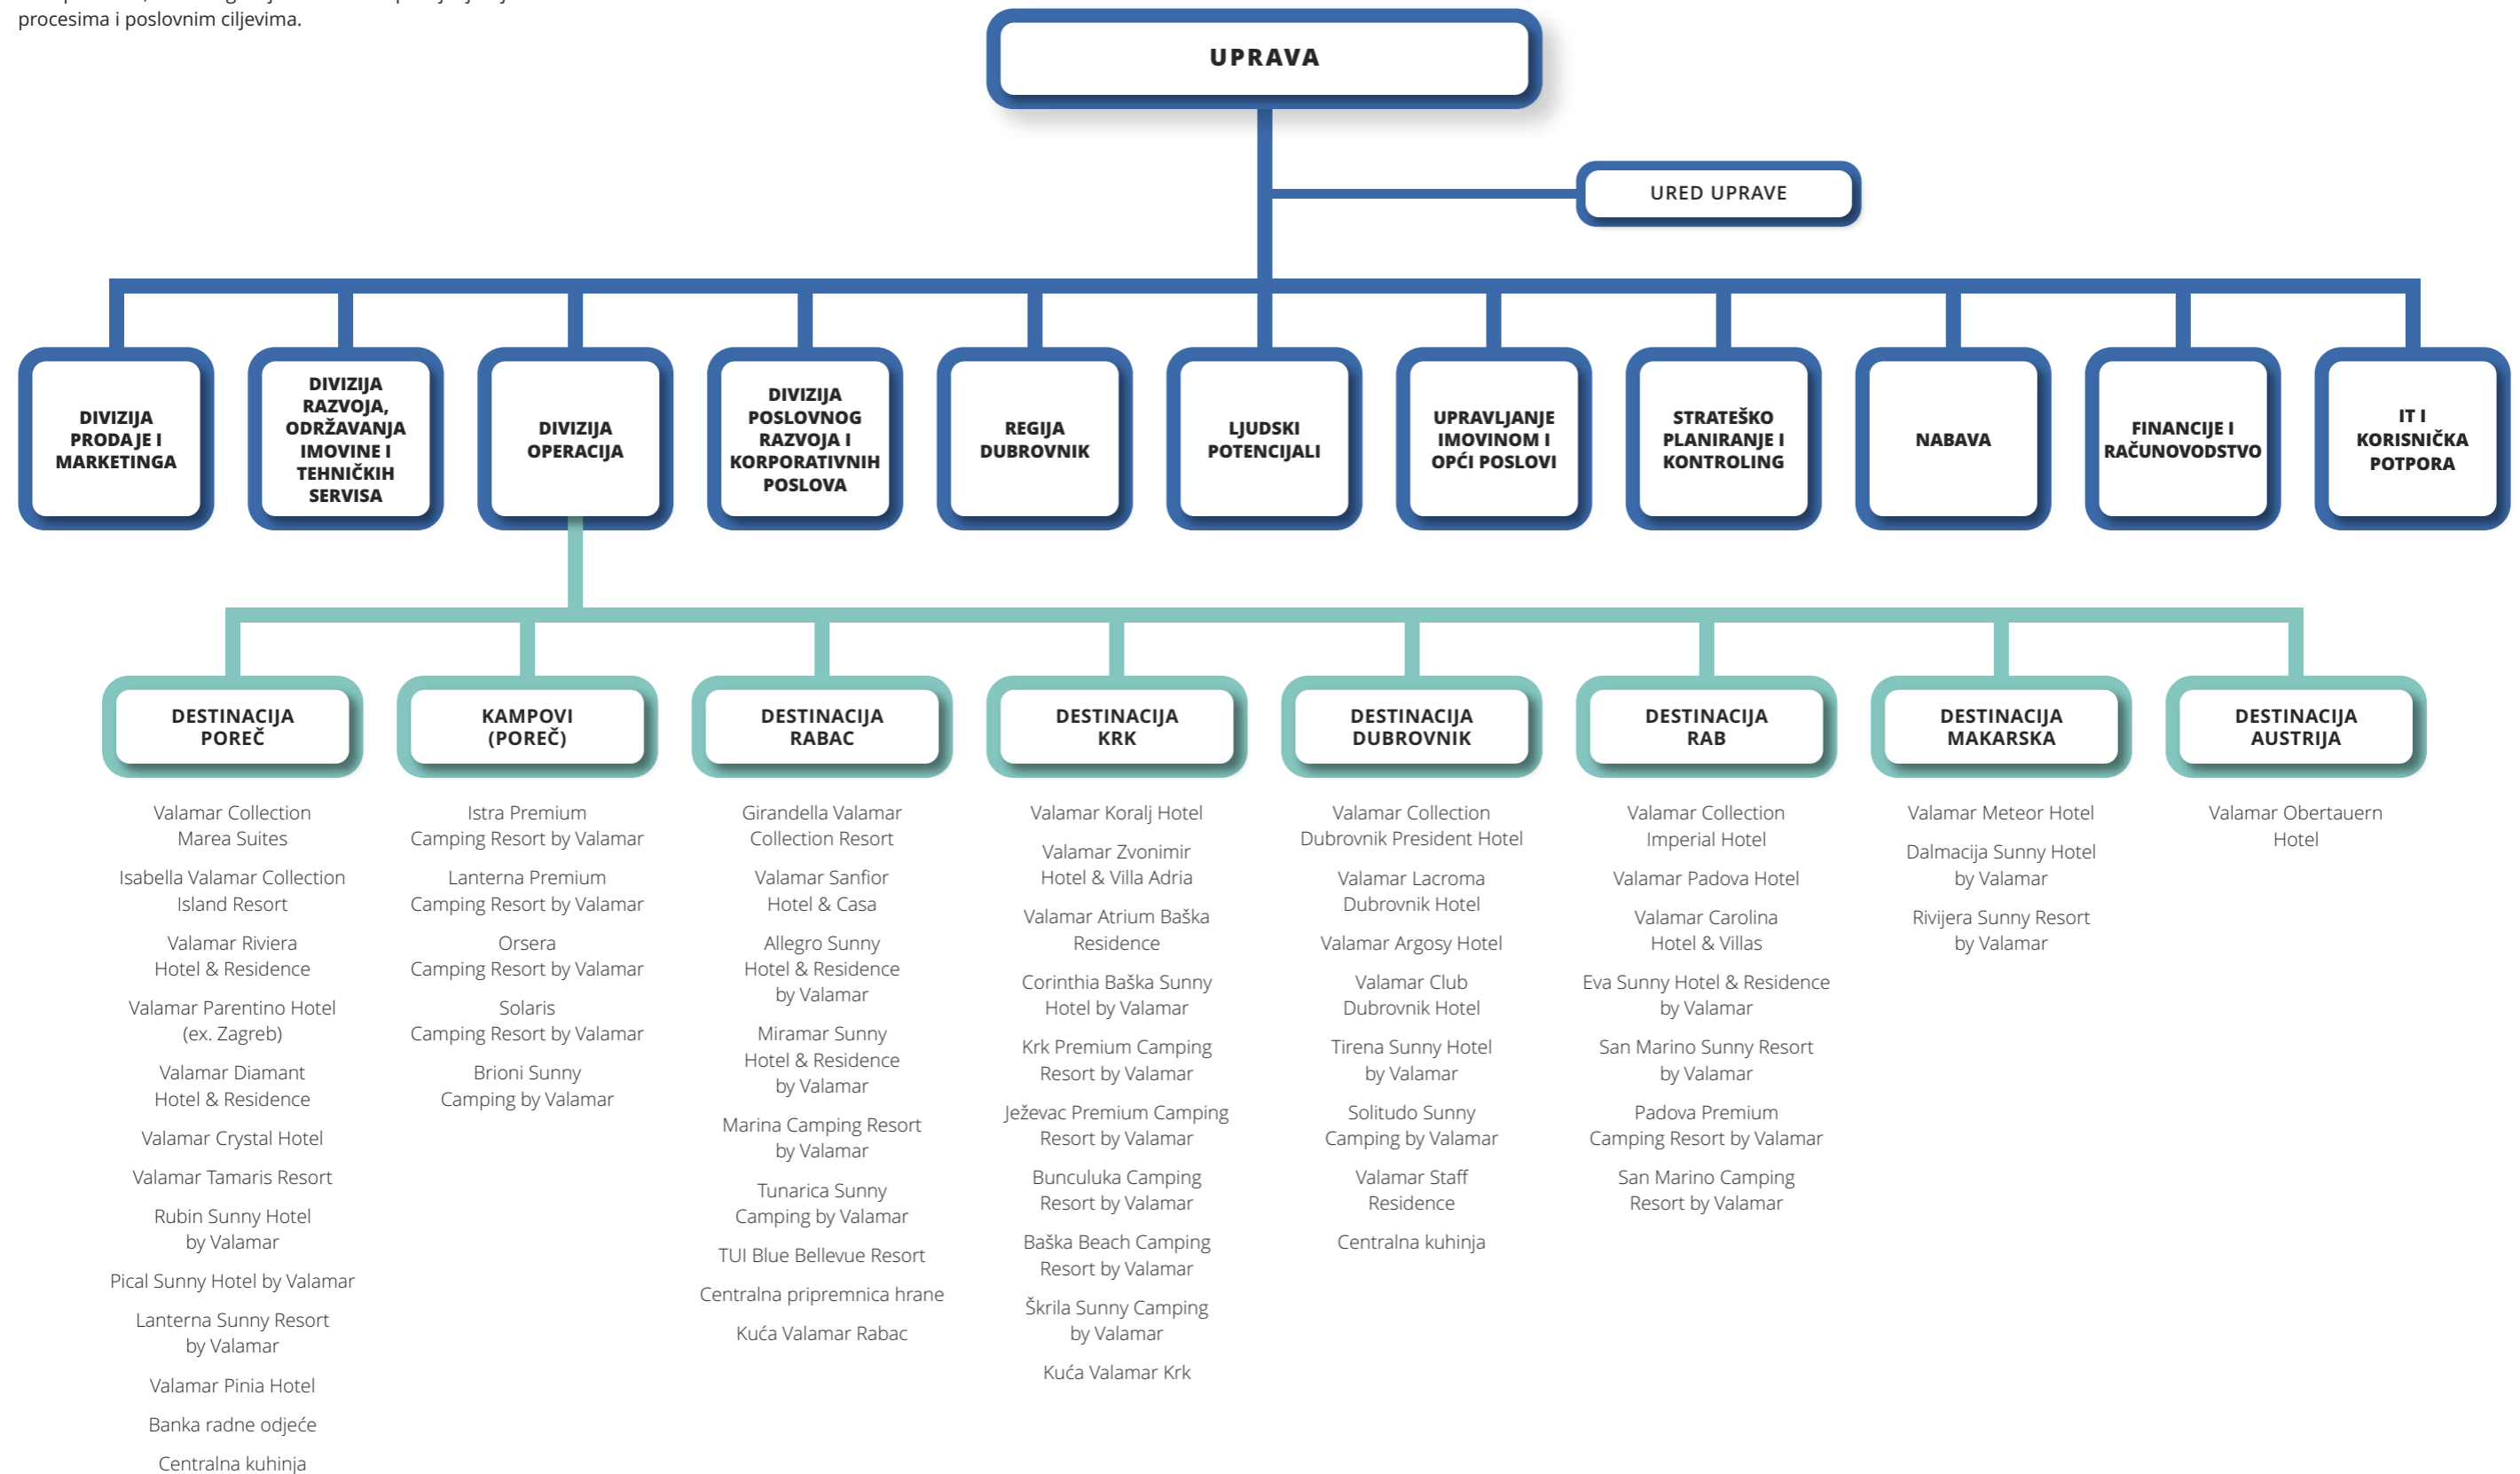 procesima i poslovnim ciljevima.
UPRAVA
URED UPRAVE
DIVIZIJA
PRODAJE I
MARKETINGA
DIVIZIJA
RAZVOJA,
ODRŽAVANJA
IMOVINE I
TEHNIČKIH
SERVISA
DIVIZIJA
OPERACIJA
DIVIZIJA
POSLOVNOG
RAZVOJA I
KORPORATIVNIH
POSLOVA
REGIJA
DUBROVNIK
LJUDSKI
POTENCIJALI
UPRAVLJANJE
IMOVINOM I
OPĆI POSLOVI
STRATEŠKO
PLANIRANJE I
KONTROLING
NABAVA
FINANCIJE I
RAČUNOVODSTVO
IT I
KORISNIČKA
POTPORA
DESTINACIJA
POREČ
Valamar Collection
Marea Suites
Isabella Valamar Collection
Island Resort
Valamar Riviera
Hotel & Residence
Valamar Parentino Hotel
(ex. Zagreb)
Valamar Diamant
Hotel & Residence
Valamar Crystal Hotel
Valamar Tamaris Resort
Rubin Sunny Hotel
by Valamar
Pical Sunny Hotel by Valamar
Lanterna Sunny Resort
by Valamar
Valamar Pinia Hotel
Banka radne odjeće
Centralna kuhinja
KAMPOVI
(POREČ)
Istra Premium
Camping Resort by Valamar
Lanterna Premium
Camping Resort by Valamar
Orsera
Camping Resort by Valamar
Solaris
Camping Resort by Valamar
Brioni Sunny
Camping by Valamar
DESTINACIJA
RABAC
Girandella Valamar
Collection Resort
Valamar Sanfior
Hotel & Casa
Allegro Sunny
Hotel & Residence
by Valamar
Miramar Sunny
Hotel & Residence
by Valamar
Marina Camping Resort
by Valamar
Tunarica Sunny
Camping by Valamar
TUI Blue Bellevue Resort
Centralna pripremnica hrane
Kuća Valamar Rabac
DESTINACIJA
KRK
Valamar Koralj Hotel
Valamar Zvonimir
Hotel & Villa Adria
Valamar Atrium Baška
Residence
Corinthia Baška Sunny
Hotel by Valamar
Krk Premium Camping
Resort by Valamar
Ježevac Premium Camping
Resort by Valamar
Bunculuka Camping
Resort by Valamar
Baška Beach Camping
Resort by Valamar
Škrila Sunny Camping
by Valamar
Kuća Valamar Krk
DESTINACIJA
DUBROVNIK
Valamar Collection
Dubrovnik President Hotel
Valamar Lacroma
Dubrovnik Hotel
Valamar Argosy Hotel
Valamar Club
Dubrovnik Hotel
Tirena Sunny Hotel
by Valamar
Solitudo Sunny
Camping by Valamar
Valamar Staff
Residence
Centralna kuhinja
DESTINACIJA
RAB
Valamar Collection
Imperial Hotel
Valamar Padova Hotel
Valamar Carolina
Hotel & Villas
Eva Sunny Hotel & Residence
by Valamar
San Marino Sunny Resort
by Valamar
Padova Premium
Camping Resort by Valamar
San Marino Camping
Resort by Valamar
DESTINACIJA
MAKARSKA
Valamar Meteor Hotel
Dalmacija Sunny Hotel
by Valamar
Rivijera Sunny Resort
by Valamar
DESTINACIJA
AUSTRIJA
Valamar Obertauern
Hotel